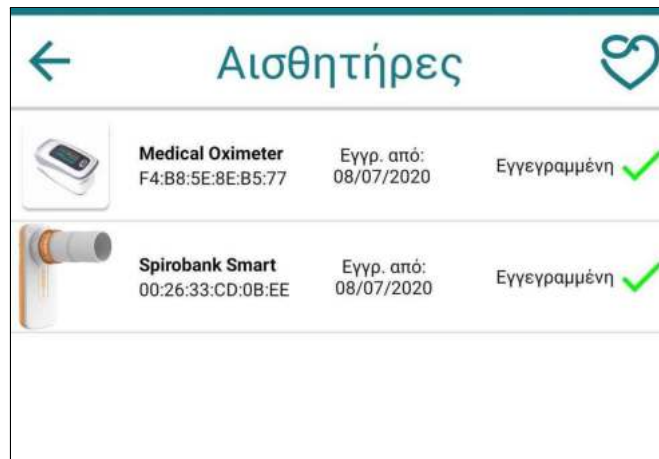 Αισθητήρες
Medical Oximeter
F4:B8:5E:8E:B5:77
Εγγρ. από:
08/07/2020
Εγγεγραμμένη
Spirobank Smart
00:26:33:CD:0B:EE
Εγγρ. από:
08/07/2020
Εγγεγραμμένη